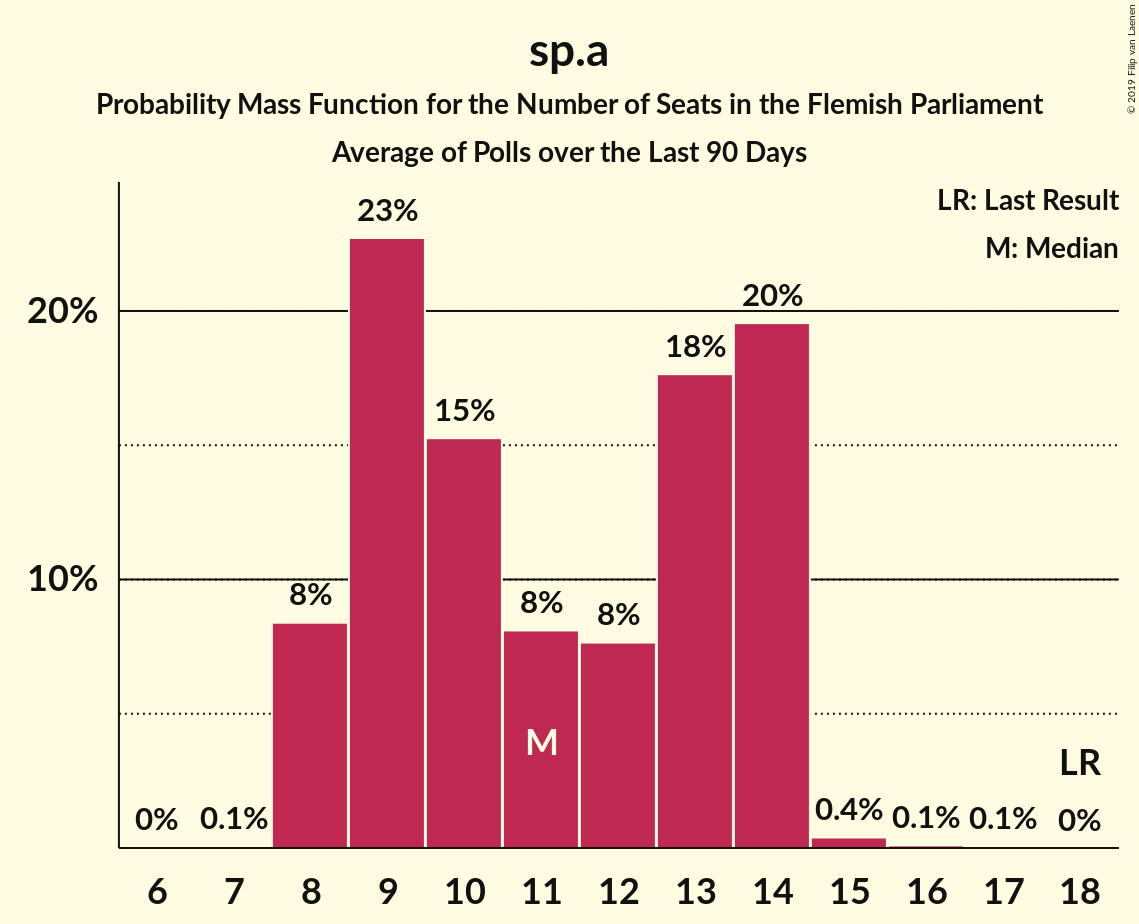 sp.a
Probability Mass Function for the Number of Seats in the Flemish Parliament
Average of Polls over the Last 90 Days
© 2019 Filip van Laenen
LR: Last Result
M: Median
23%
20%
20%
18%
15%
10%
8%
8%
8%
M
LR
0%
0.1%
0.4%
0.1%
0.1%
0%
6 7 8 9 10 11 12 13 14 15 16 17 18